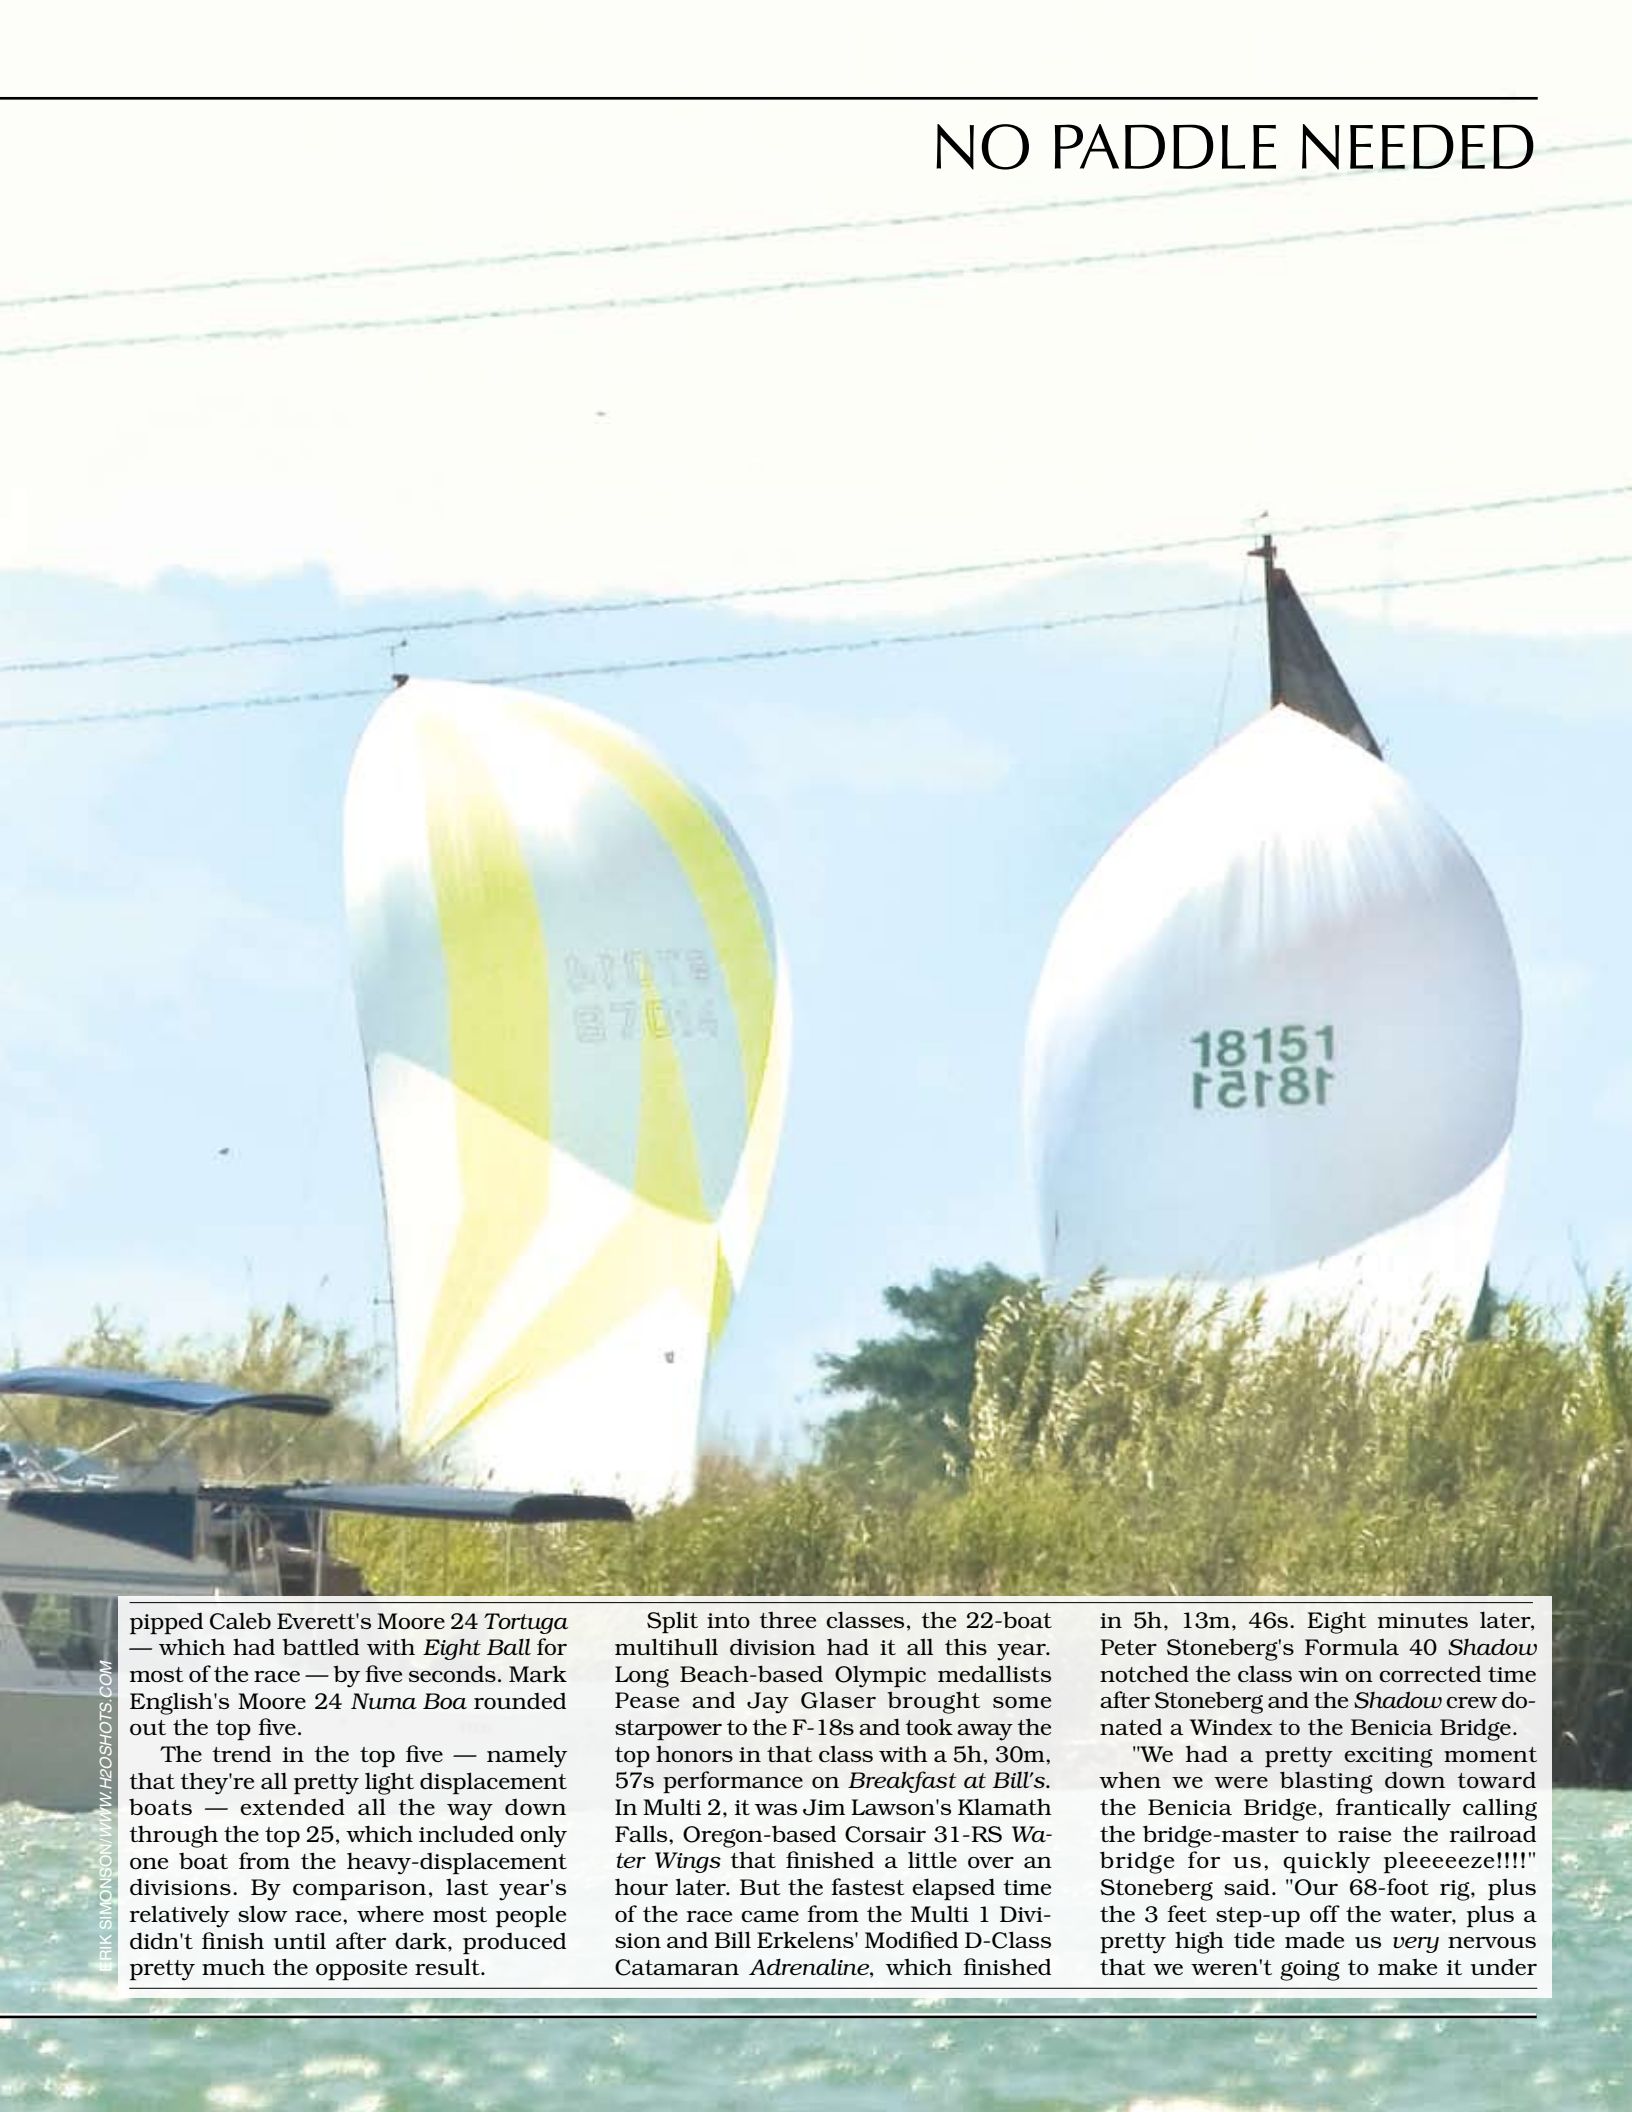 NO PADDLE NEEDED
18151
18151
pipped Caleb Everett's Moore 24 Tortuga
— which had battled with Eight Ball for
most of the race — by five seconds. Mark
English's Moore 24 Numa Boa rounded
out the top five.
The trend in the top five — namely
that they're all pretty light displacement
boats — extended all the way down
through the top 25, which included only
one boat from the heavy-displacement
divisions. By comparison, last year's
relatively slow race, where most people
didn't finish until after dark, produced
pretty much the opposite result.
Split into three classes, the 22-boat
multihull division had it all this year.
Long Beach-based Olympic medallists
Pease and Jay Glaser brought some
starpower to the F-18s and took away the
top honors in that class with a 5h, 30m,
57s performance on Breakfast at Bill's.
In Multi 2, it was Jim Lawson's Klamath
Falls, Oregon-based Corsair 31-RS Wa-
ter Wings that finished a little over an
hour later. But the fastest elapsed time
of the race came from the Multi 1 Divi-
sion and Bill Erkelens' Modified D-Class
Catamaran Adrenaline, which finished
in 5h, 13m, 46s. Eight minutes later,
Peter Stoneberg's Formula 40 Shadow
notched the class win on corrected time
after Stoneberg and the Shadow crew do-
nated a Windex to the Benicia Bridge.
"We had a pretty exciting moment
when we were blasting down toward
the Benicia Bridge, frantically calling
the bridge-master to raise the railroad
bridge for us, quickly pleeeeeze!!!!"
Stoneberg said. "Our 68-foot rig, plus
the 3 feet step-up off the water, plus a
pretty high tide made us very nervous
that we weren't going to make it under
ERIK SIMONSON/WWW.H2OSHOTS.COM